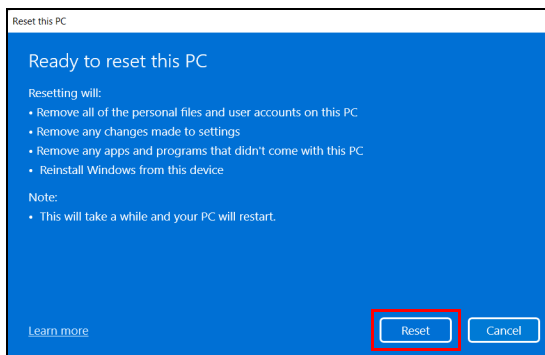 Reset this PC
Ready to reset this PC
Resetting will:
• Remove all of the personal files and user accounts on this PC
• Remove any changes made to settings
• Remove any apps and programs that didn't come with this PC
• Reinstall Windows from this device
Note:
• This will take a while and your PC will restart.
Learn more
Reset
Cancel